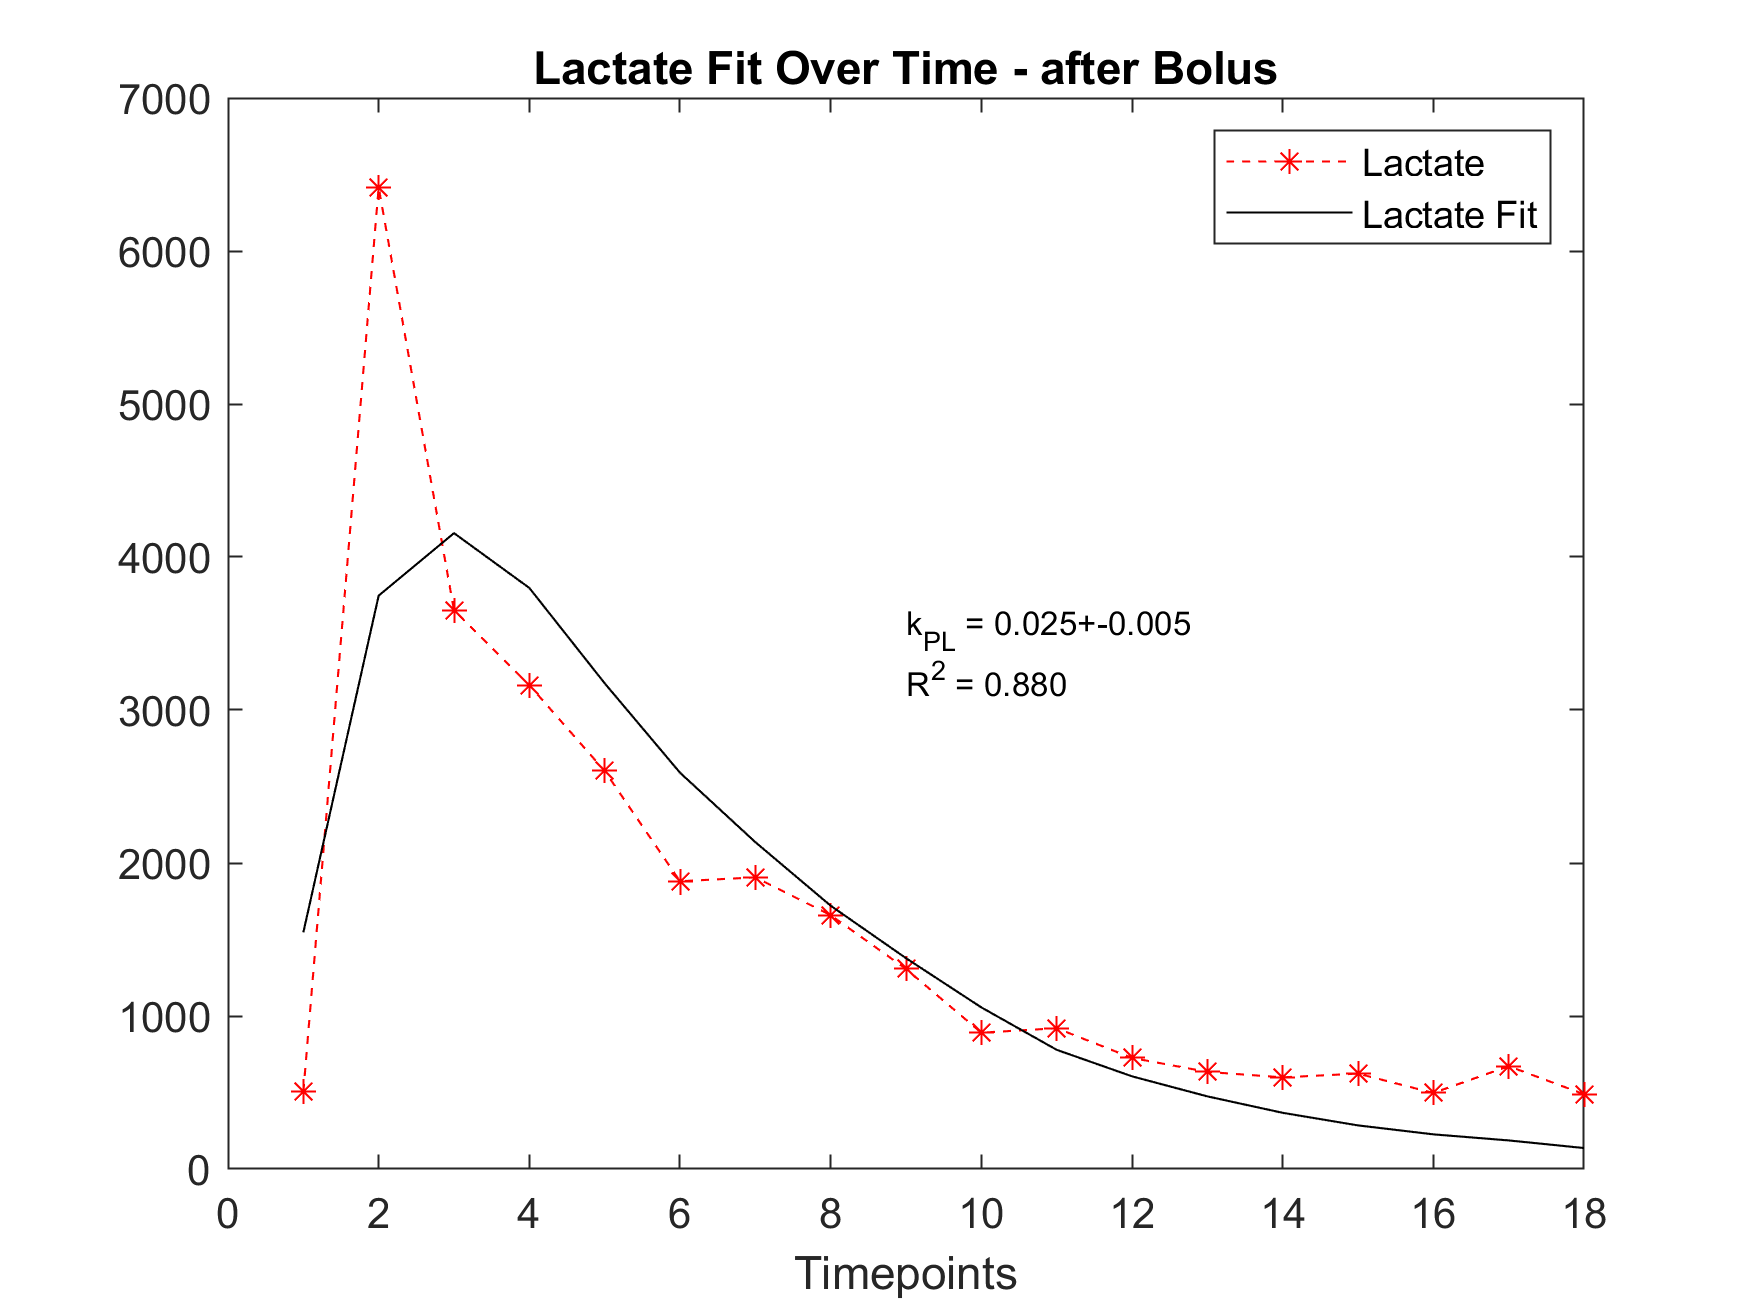 Lactate Fit Over Time - after Bolus
7000
6000
5000
4000
3000
2000
1000
0
Lactate
Lactate Fit
kPL = 0.025+-0.005
R2 = 0.880
0 2 4 6 8 10 12 14 16 18
Timepoints